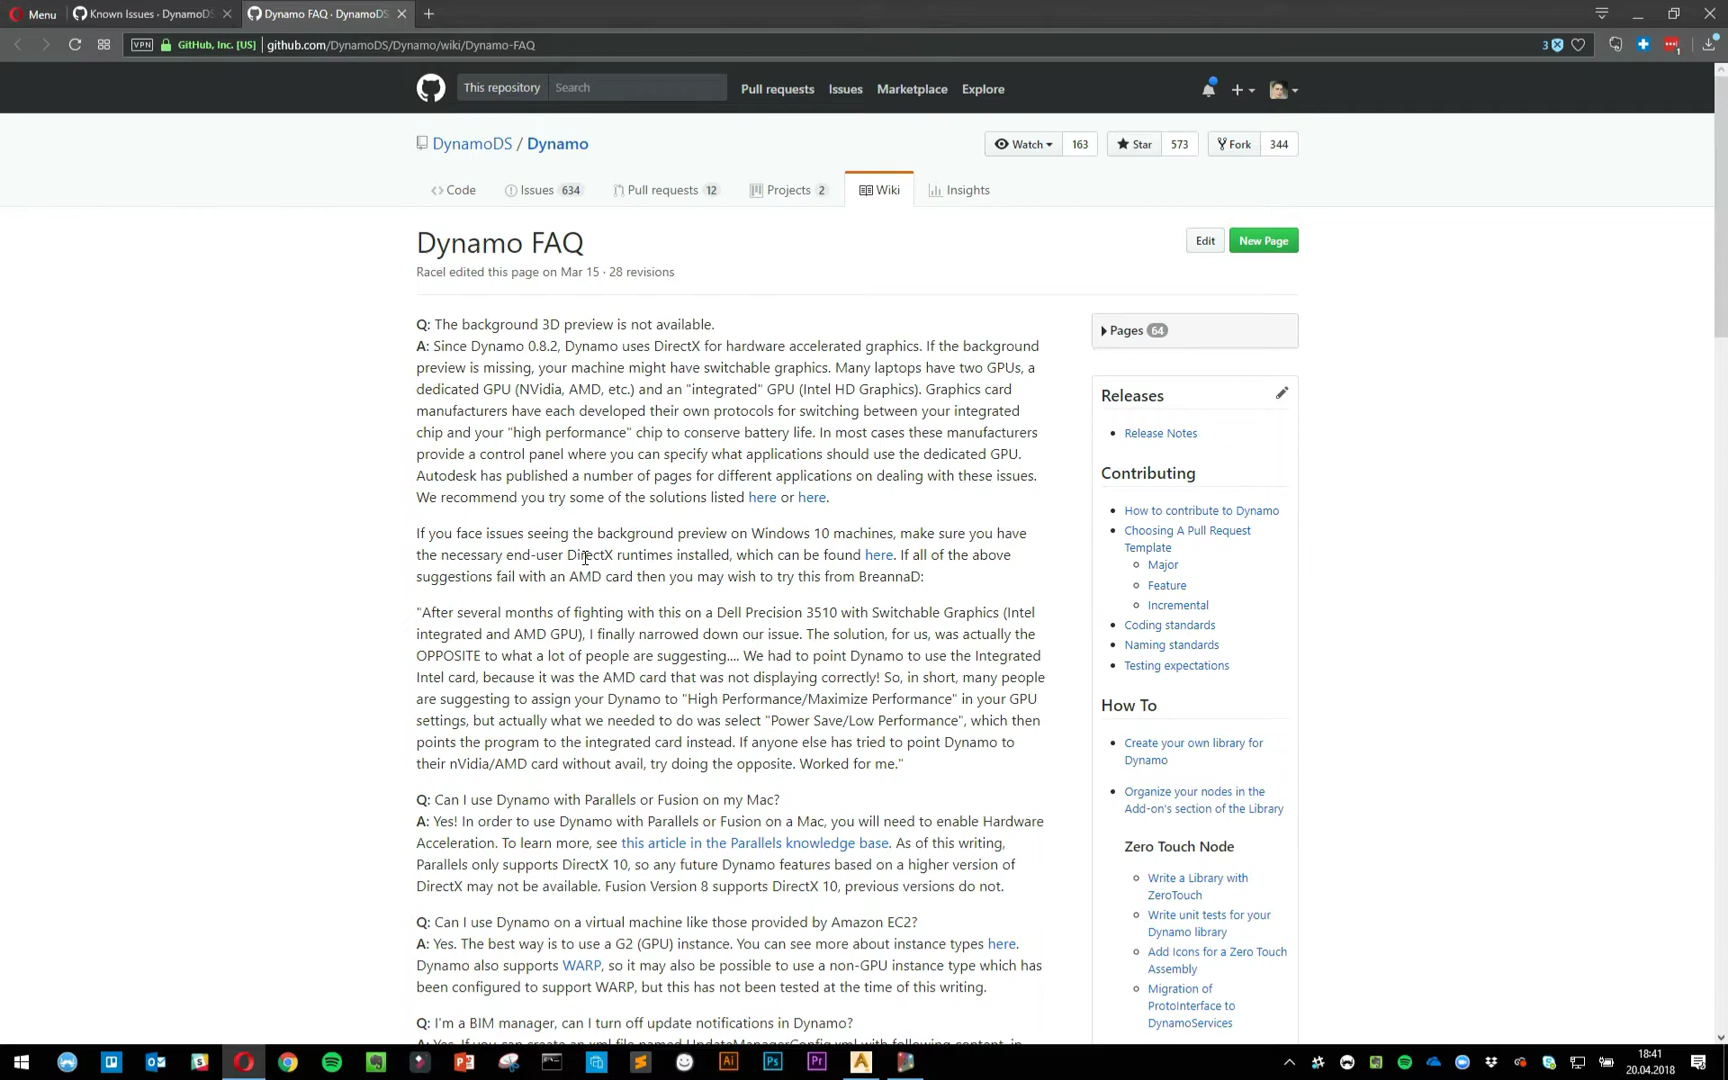 Menu
Known Issues · DynamoDS
Dynamo FAQ · DynamoDS
VPN GitHub, Inc. [US] github.com/DynamoDS/Dynamo/wiki/Dynamo-FAQ 3
This repository Search Pull requests Issues Marketplace Explore
DynamoDS / Dynamo Watch 163 Star 573 Fork 344
Code Issues 634 Pull requests 12 Projects 2 Wiki Insights
Dynamo FAQ
Edit New Page
Racel edited this page on Mar 15 · 28 revisions
Q: The background 3D preview is not available.
A: Since Dynamo 0.8.2, Dynamo uses DirectX for hardware accelerated graphics. If the background
preview is missing, your machine might have switchable graphics. Many laptops have two GPUs, a
dedicated GPU (NVidia, AMD, etc.) and an "integrated" GPU (Intel HD Graphics). Graphics card
manufacturers have each developed their own protocols for switching between your integrated
chip and your "high performance" chip to conserve battery life. In most cases these manufacturers
provide a control panel where you can specify what applications should use the dedicated GPU.
Autodesk has published a number of pages for different applications on dealing with these issues.
We recommend you try some of the solutions listed here or here.
If you face issues seeing the background preview on Windows 10 machines, make sure you have
the necessary end-user DirectX runtimes installed, which can be found here. If all of the above
suggestions fail with an AMD card then you may wish to try this from BreannaD:
"After several months of fighting with this on a Dell Precision 3510 with Switchable Graphics (Intel
integrated and AMD GPU), I finally narrowed down our issue. The solution, for us, was actually the
OPPOSITE to what a lot of people are suggesting.... We had to point Dynamo to use the Integrated
Intel card, because it was the AMD card that was not displaying correctly! So, in short, many people
are suggesting to assign your Dynamo to "High Performance/Maximize Performance" in your GPU
settings, but actually what we needed to do was select "Power Save/Low Performance", which then
points the program to the integrated card instead. If anyone else has tried to point Dynamo to
their nVidia/AMD card without avail, try doing the opposite. Worked for me."
Q: Can I use Dynamo with Parallels or Fusion on my Mac?
A: Yes! In order to use Dynamo with Parallels or Fusion on a Mac, you will need to enable Hardware
Acceleration. To learn more, see this article in the Parallels knowledge base. As of this writing,
Parallels only supports DirectX 10, so any future Dynamo features based on a higher version of
DirectX may not be available. Fusion Version 8 supports DirectX 10, previous versions do not.
Q: Can I use Dynamo on a virtual machine like those provided by Amazon EC2?
A: Yes. The best way is to use a G2 (GPU) instance. You can see more about instance types here.
Dynamo also supports WARP, so it may also be possible to use a non-GPU instance type which has
been configured to support WARP, but this has not been tested at the time of this writing.
Q: I'm a BIM manager, can I turn off update notifications in Dynamo?
A: Yes. If you can create an xml file named UpdateManagerConfig.xml with following content, in
Pages 64
Releases
Release Notes
Contributing
How to contribute to Dynamo
Choosing A Pull Request
Template
Major
Feature
Incremental
Coding standards
Naming standards
Testing expectations
How To
Create your own library for
Dynamo
Organize your nodes in the
Add-on's section of the Library
Zero Touch Node
Write a Library with
ZeroTouch
Write unit tests for your
Dynamo library
Add Icons for a Zero Touch
Assembly
Migration of
ProtoInterface to
DynamoServices
Ai Ps Pr
18:41
20.04.2018